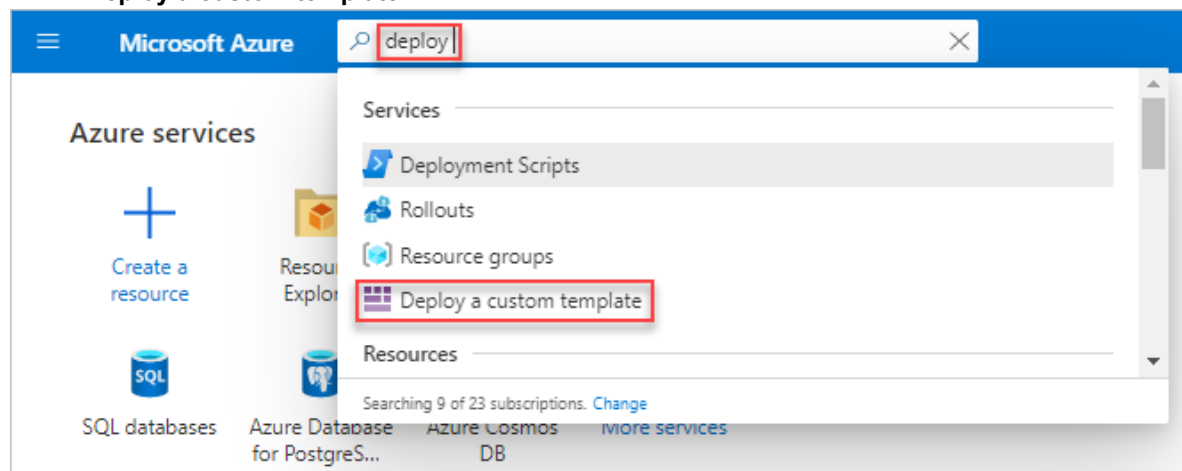 Microsoft Azure
deploy
Services
Azure services
Deployment Scripts
Rollouts
Resource groups
Deploy a custom template
Create a
resource
Resou
Explor
Resources
SQL
Searching 9 of 23 subscriptions. Change
SQL databases
Azure Database
for PostgreS...
Azure Cosmos
DB
More services